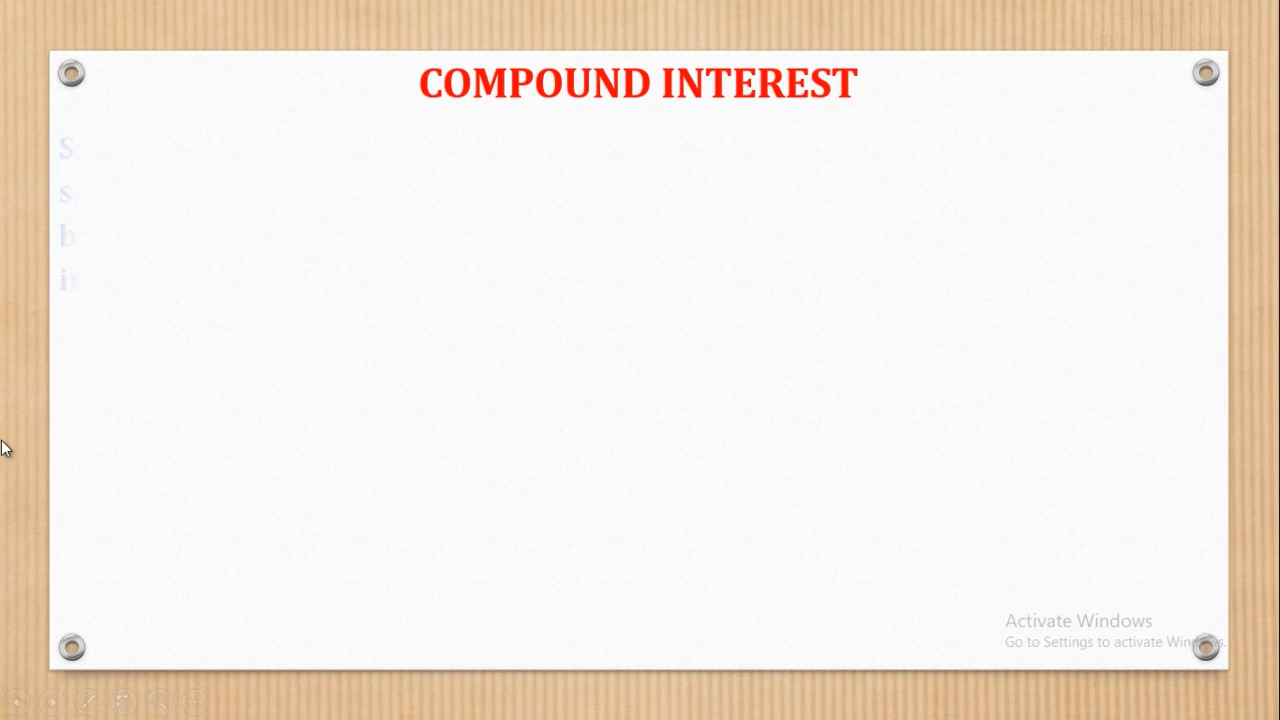 COMPOUND INTEREST
S
s
b
i
Activate Windows
Go to Settings to activate Windows.